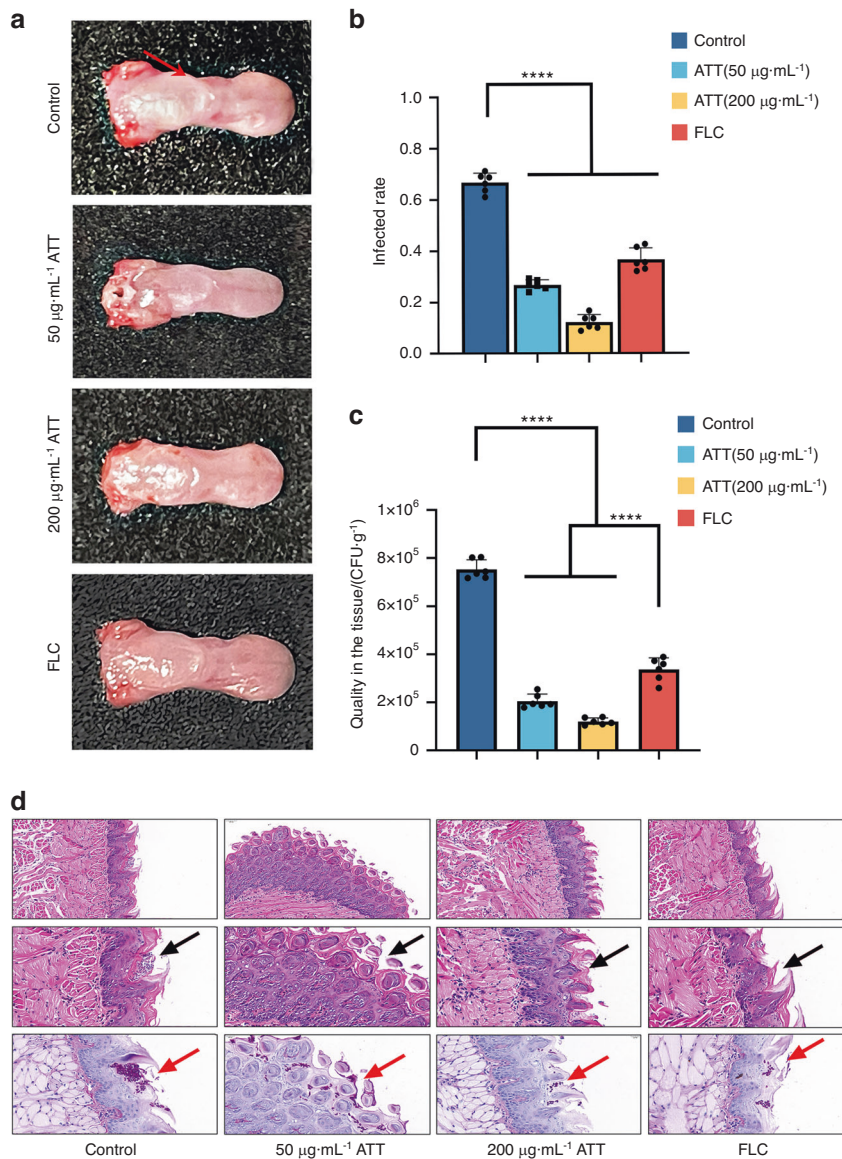 a
Control
50 µg·mL⁻¹ ATT
200 µg·mL⁻¹ ATT
FLC
b
Control
ATT(50 µg·mL⁻¹)
ATT(200 µg·mL⁻¹)
FLC
****
Infected rate
1.0
0.8
0.6
0.4
0.2
0.0
c
Control
ATT(50 µg·mL⁻¹)
ATT(200 µg·mL⁻¹)
FLC
****
****
Quality in the tissue/(CFU·g⁻¹)
1×10⁶
8×10⁵
6×10⁵
4×10⁵
2×10⁵
0
d
Control
50 µg·mL⁻¹ ATT
200 µg·mL⁻¹ ATT
FLC